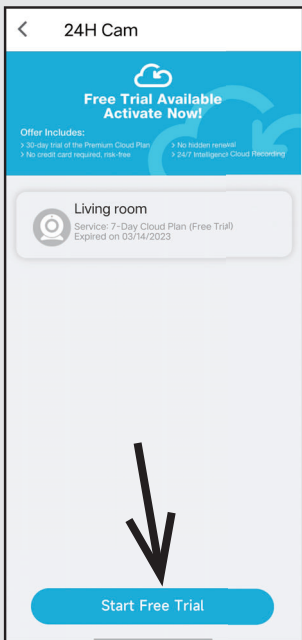 24H Cam
Free Trial Available
Activate Now!
Offer Includes:
> 30-day trial of the Premium Cloud Plan
> No hidden renewal
> No credit card required, risk-free
> 24/7 Intelligency Cloud Recording
Living room
Service: 7-Day Cloud Plan (Free Trial)
Expired on 03/14/2023
Start Free Trial